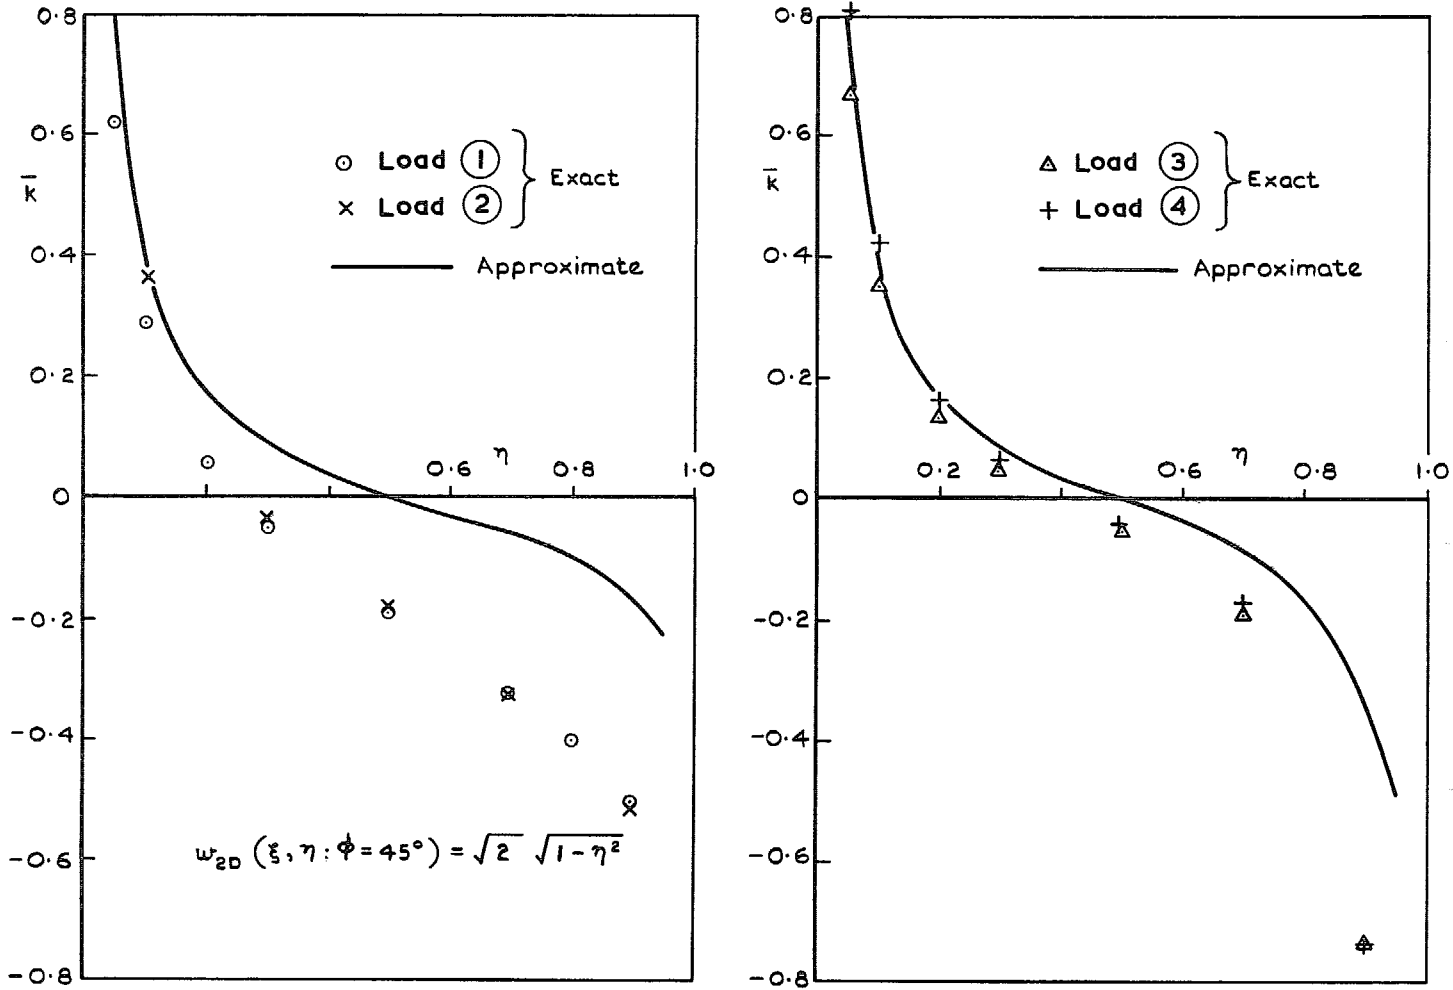 0.8
0.6
k̄
0.4
0.2
0
-0.2
-0.4
-0.6
-0.8
⊙ Load ① } Exact
× Load ②
Approximate
η
0.6 0.8 1.0
w2D (ξ, η: ϕ = 45°) = √2 √1-η²
0.8
0.6
k̄
0.4
0.2
0
-0.2
-0.4
-0.6
-0.8
Load ③ } Exact
+ Load ④
Approximate
η
0.2 0.6 0.8 1.0